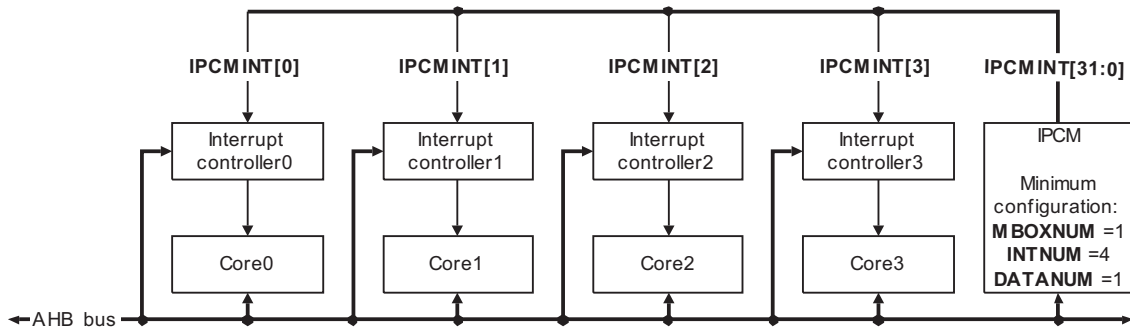 IPCMINT[0]
IPCMINT[1]
IPCMINT[2]
IPCMINT[3]
IPCMINT[31:0]
Interrupt
controller0
Interrupt
controller1
Interrupt
controller2
Interrupt
controller3
IPCM
Minimum
configuration:
MBOXNUM =1
INTNUM =4
DATANUM =1
Core0
Core1
Core2
Core3
AHB bus